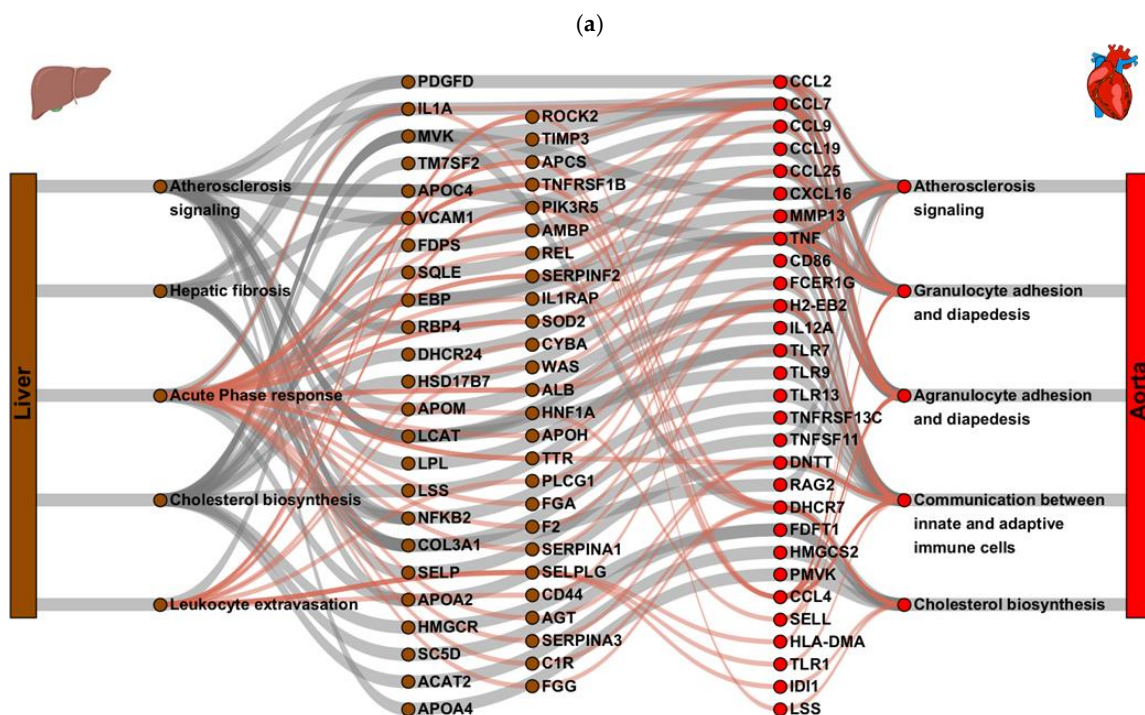 (a)
PDGFD
IL1A
MVK
TM7SF2
APOC4
VCAM1
FDPS
SQLE
EBP
RBP4
DHCR24
HSD17B7
APOM
LCAT
LPL
LSS
NFKB2
COL3A1
SELP
APOA2
HMGCR
SC5D
ACAT2
APOA4
ROCK2
TIMP3
APCS
TNFRSF1B
PIK3R5
AMBP
REL
SERPINF2
IL1RAP
SOD2
CYBA
WAS
ALB
HNF1A
APOH
TTR
PLCG1
FGA
F2
SERPINA1
SELPLG
CD44
AGT
SERPINA3
C1R
FGG
CCL2
CCL7
CCL9
CCL19
CCL25
CXCL16
MMP13
TNF
CD86
FCER1G
H2-EB2
IL12A
TLR7
TLR9
TLR13
TNFRSF13C
TNFSF11
DNTT
RAG2
DHCR7
FDFT1
HMGCS2
PMVK
CCL4
SELL
HLA-DMA
TLR1
IDI1
LSS
Liver
Atherosclerosis
signaling
Hepatic fibrosis
Acute Phase response
Cholesterol biosynthesis
Leukocyte extravasation
Atherosclerosis
signaling
Granulocyte adhesion
and diapedesis
Agranulocyte adhesion
and diapedesis
Communication between
innate and adaptive
immune cells
Cholesterol biosynthesis
Aorta